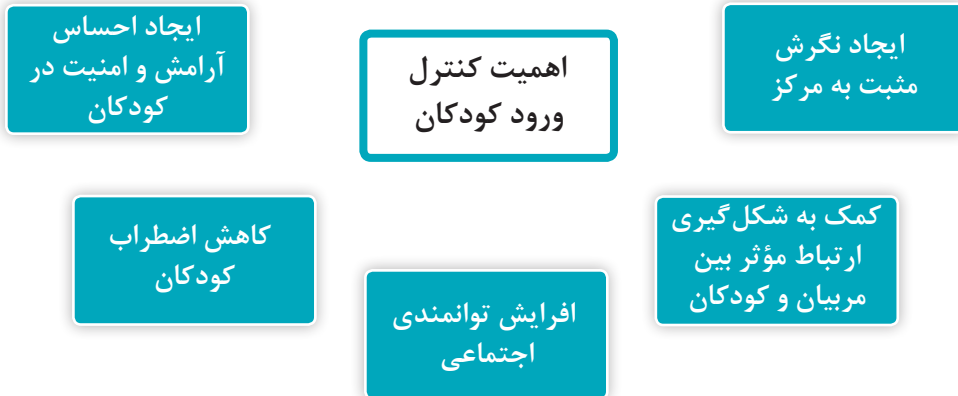 اهمیت کنترل
ورود کودکان
ایجاد نگرش
مثبت به مرکز
کمک به شکل‌گیری
ارتباط مؤثر بین
مربیان و کودکان
افرایش توانمندی
اجتماعی
کاهش اضطراب
کودکان
ایجاد احساس
آرامش و امنیت در
کودکان